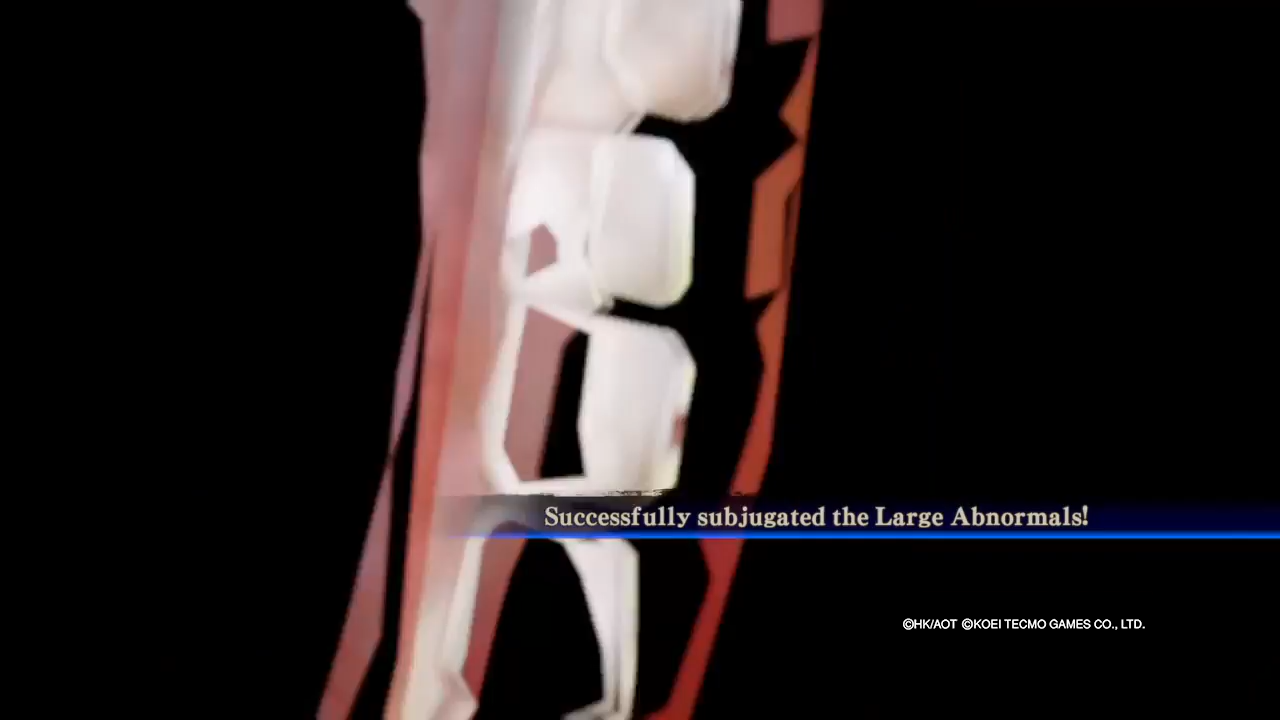 Successfully subjugated the Large Abnormals!
©HK/AOT ©KOEI TECMO GAMES CO., LTD.